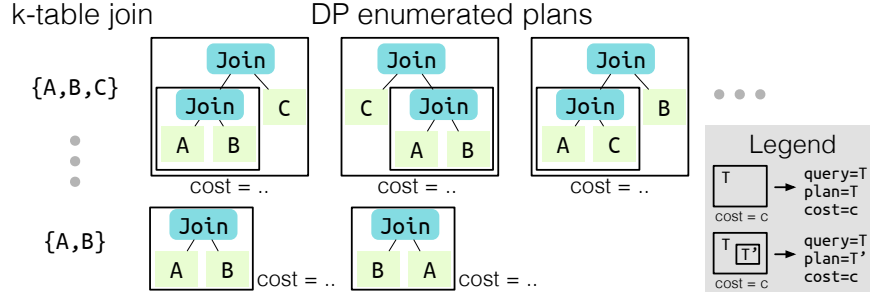 k-table join
DP enumerated plans
{A,B,C}
Join
Join
A
B
C
cost = ..
Join
C
Join
A
B
cost = ..
Join
Join
A
C
B
cost = ..
{A,B}
Join
A
B
cost = ..
Join
B
A
cost = ..
Legend
T
cost = c
query=T
plan=T
cost=c
T
T'
cost = c
query=T
plan=T'
cost=c